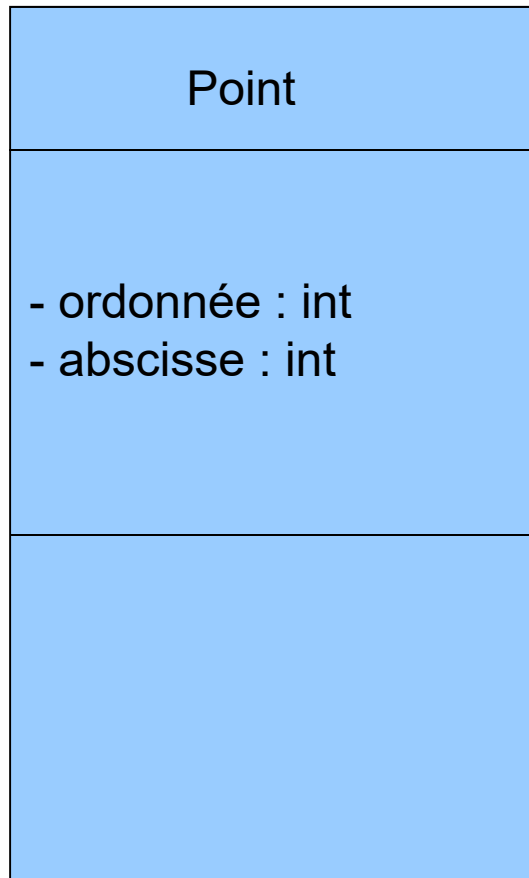 Point
- ordonnée : int
- abscisse : int